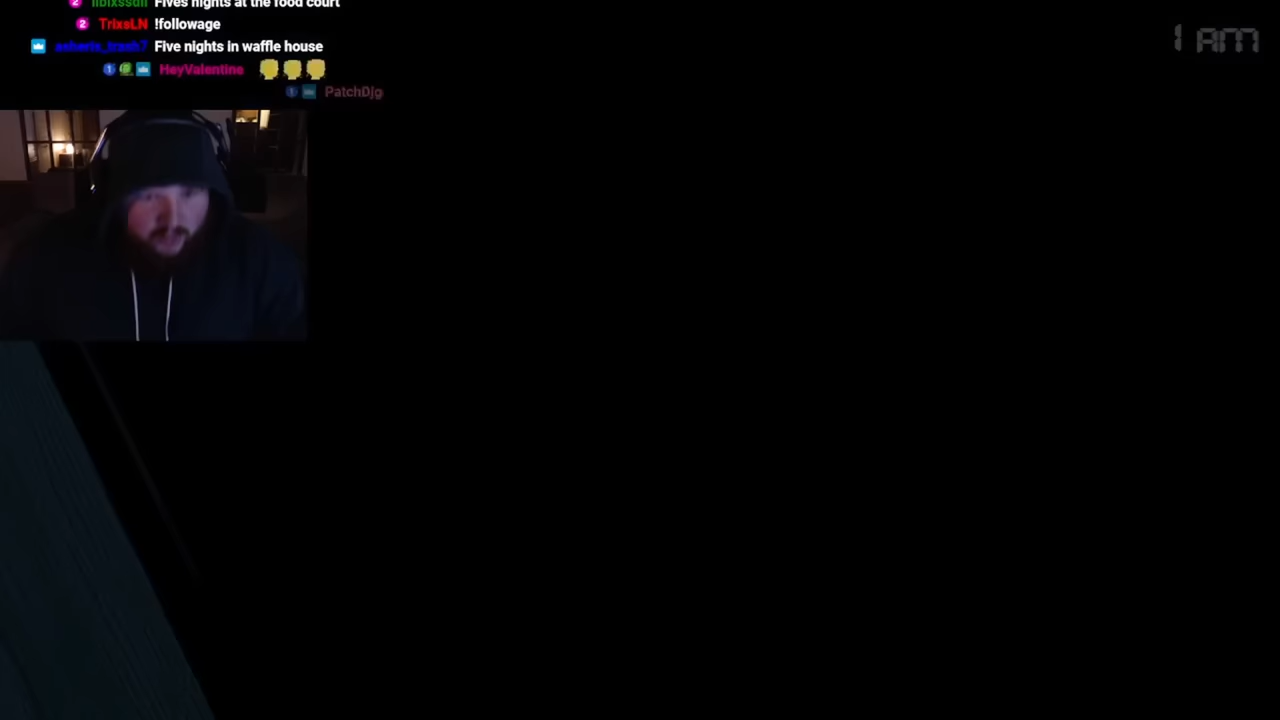 Fives nights at the food court
TrixsLN !followage
Five nights in waffle house
HeyValentine
PatchDjg
1 AM